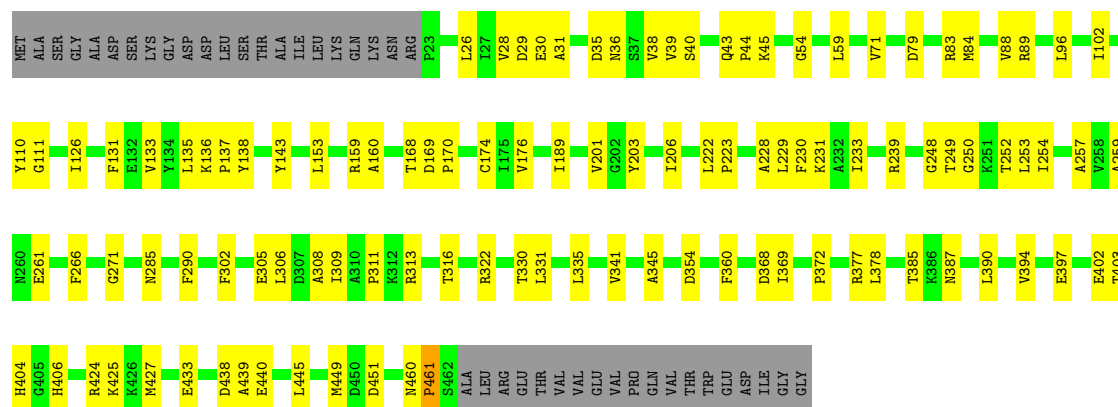 MET ALA SER GLY ALA ASP SER LYS GLY ASP ASP LEU SER THR ALA ILE LEU LYS GLN LYS ASN ARG P23 L26 I27 V28 D29 E30 A31 D35 N36 S37 V38 V39 S40 Q43 P44 K45 G54 L59 V71 D79 R83 M84 V88 R89 L96 I102
Y110 G111 I126 F131 E132 V133 Y134 L135 K136 P137 Y138 Y143 L153 R159 A160 T168 D169 P170 C174 I175 V176 I189 V201 G202 Y203 I206 L222 P223 A228 L229 F230 K231 A232 I233 R239 G248 T249 G250 K251 T252 L253 I254 A257 V258 A259
N260 E261 F266 G271 N285 F290 F302 E305 L306 D307 A308 I309 A310 P311 K312 R313 T316 R322 T330 L331 L335 V341 A345 D354 F360 D368 I369 P372 R377 L378 T385 K386 N387 L390 V394 E397 E402 T403
H404 G405 H406 R424 K425 K426 M427 E433 D438 A439 E440 L445 M449 D450 D451 N460 P461 S462 ALA LEU ARG GLU THR VAL VAL GLU VAL PRO GLN VAL THR TRP GLU ASP ILE GLY GLY